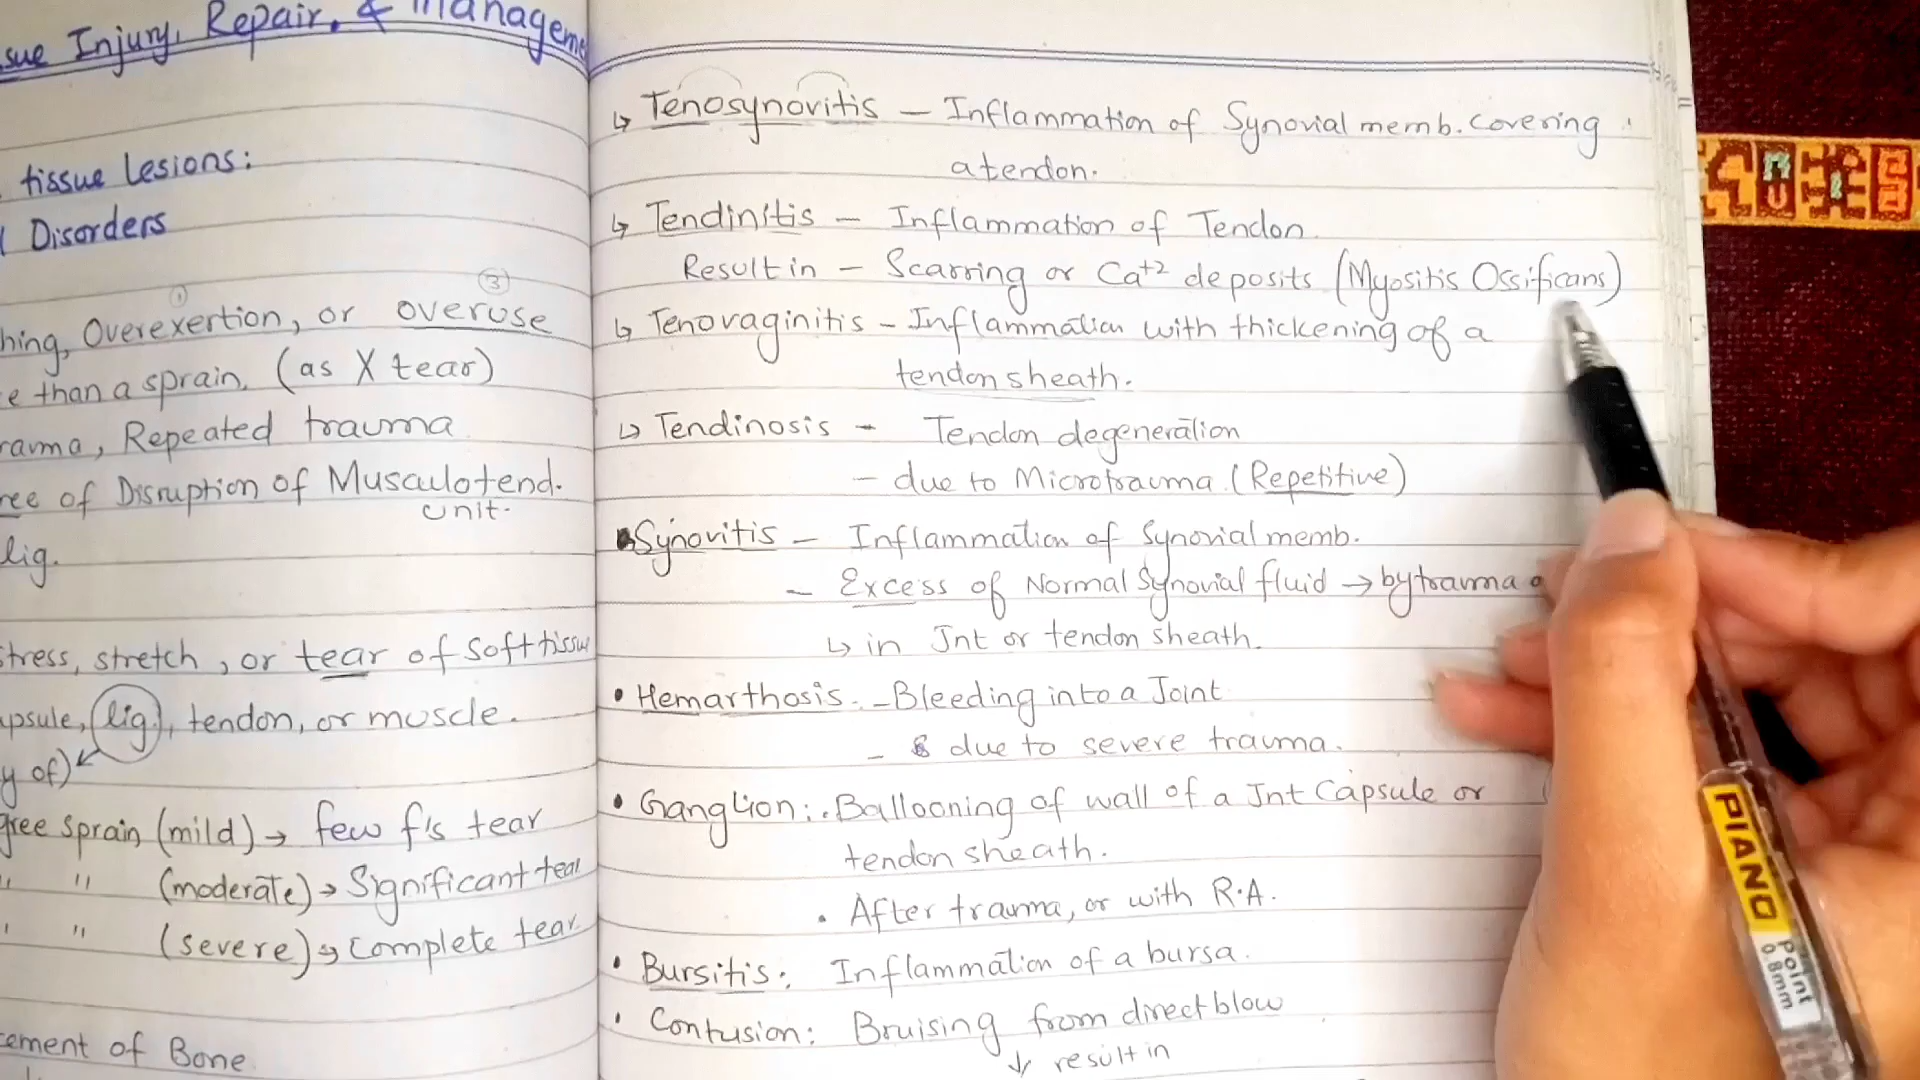 sue Injury, Repair, & Manageme
tissue Lesions:
Disorders
① ③
hing, Overexertion, or overuse
e than a sprain. (as X tear)
rauma, Repeated trauma
ree of Disruption of Musculotend.
unit.
lig.
stress, stretch, or tear of soft tissu
psule, (lig.), tendon, or muscle.
y of)
gree sprain (mild) → few f's tear
" " (moderate) → Significant tear
" " (severe) → Complete tear.
cement of Bone
↳ Tenosynovitis – Inflammation of Synovial memb. covering
a tendon.
↳ Tendinitis – Inflammation of Tendon
Result in – Scarring or Ca+2 deposits (Myositis Ossificans)
↳ Tenovaginitis – Inflammation with thickening of a
tendon sheath.
↳ Tendinosis – Tendon degeneration
– due to Microtrauma (Repetitive)
Synovitis – Inflammation of Synovial memb.
– Excess of Normal Synovial fluid → by trauma
↳ in Jnt or tendon sheath.
• Hemarthosis. – Bleeding into a Joint
– due to severe trauma.
• Ganglion: . Ballooning of wall of a Jnt Capsule or
tendon sheath.
• After trauma, or with R.A.
• Bursitis: Inflammation of a bursa.
• Contusion: Bruising from direct blow
↓ result in
PIANO
Point
0.8mm